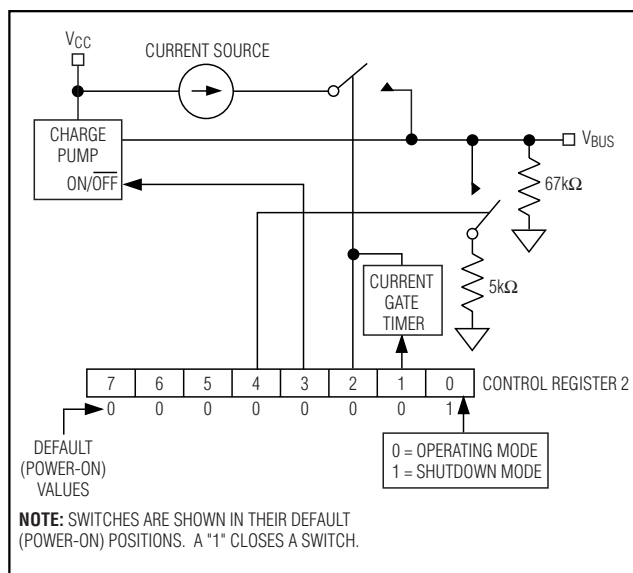 VCC
CURRENT SOURCE
CHARGE
PUMP
ON/OFF
VBUS
67kΩ
5kΩ
CURRENT
GATE
TIMER
7 6 5 4 3 2 1 0 CONTROL REGISTER 2
0 0 0 0 0 0 0 1
DEFAULT
(POWER-ON)
VALUES
0 = OPERATING MODE
1 = SHUTDOWN MODE
NOTE: SWITCHES ARE SHOWN IN THEIR DEFAULT
(POWER-ON) POSITIONS. A "1" CLOSES A SWITCH.